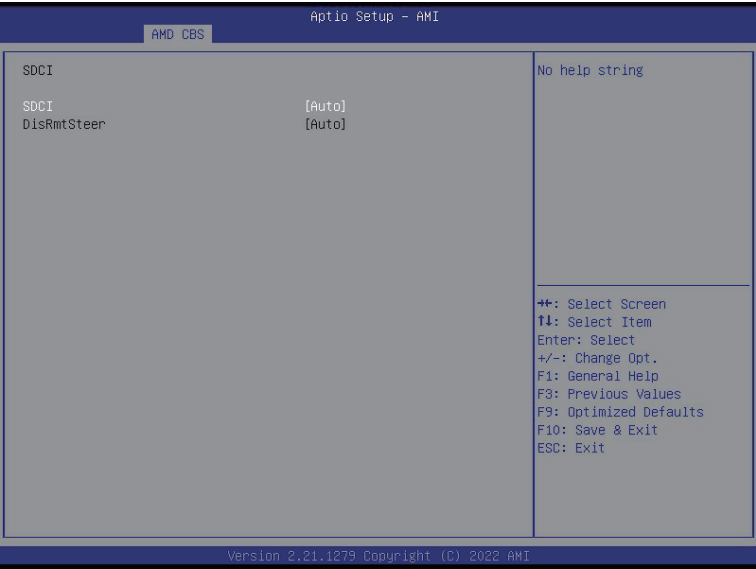 Aptio Setup – AMI
AMD CBS
SDCI
SDCI [Auto]
DisRmtSteer [Auto]
No help string
→←: Select Screen
↑↓: Select Item
Enter: Select
+/-: Change Opt.
F1: General Help
F3: Previous Values
F9: Optimized Defaults
F10: Save & Exit
ESC: Exit
Version 2.21.1279 Copyright (C) 2022 AMI